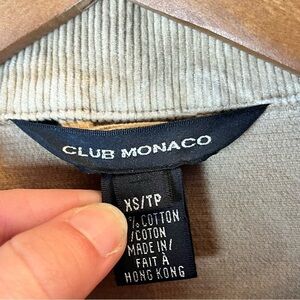 CLUB MONACO
XS/TP
% COTTON
/COTON
MADE IN/
FAIT À
HONG KONG